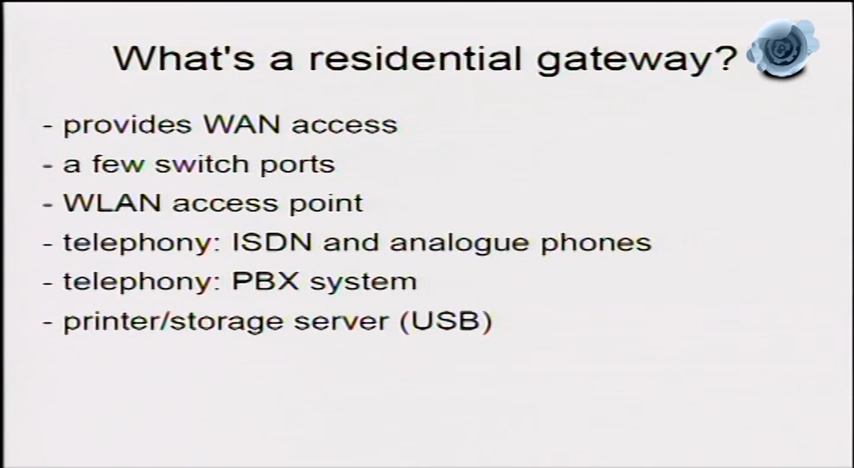 What's a residential gateway?
- provides WAN access
- a few switch ports
- WLAN access point
- telephony: ISDN and analogue phones
- telephony: PBX system
- printer/storage server (USB)